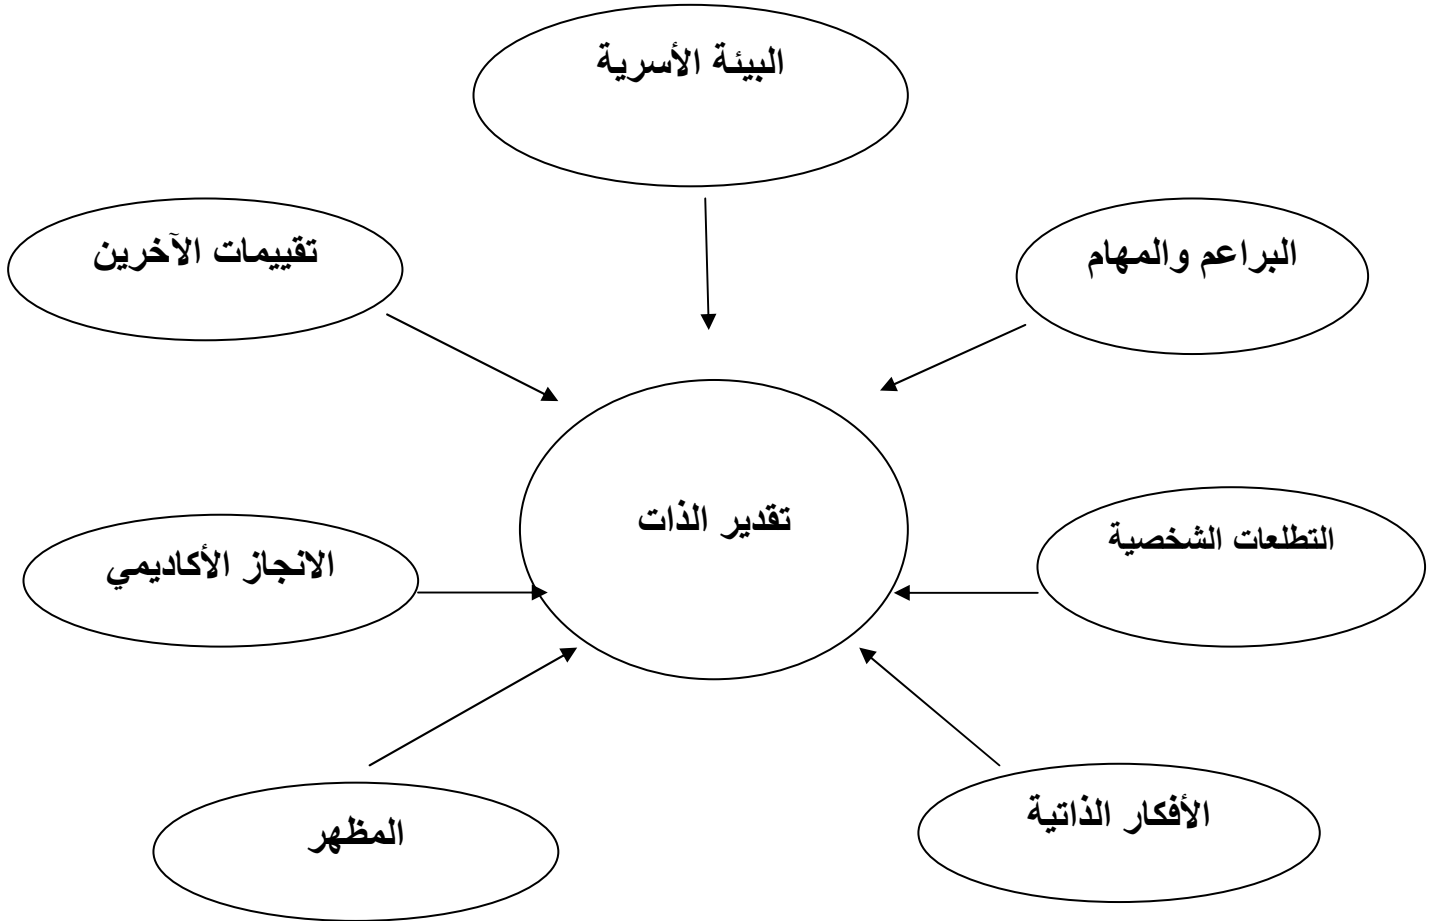 البيئة الأسرية
البراعم والمهام
تقييمات الآخرين
تقدير الذات
التطلعات الشخصية
الانجاز الأكاديمي
الأفكار الذاتية
المظهر